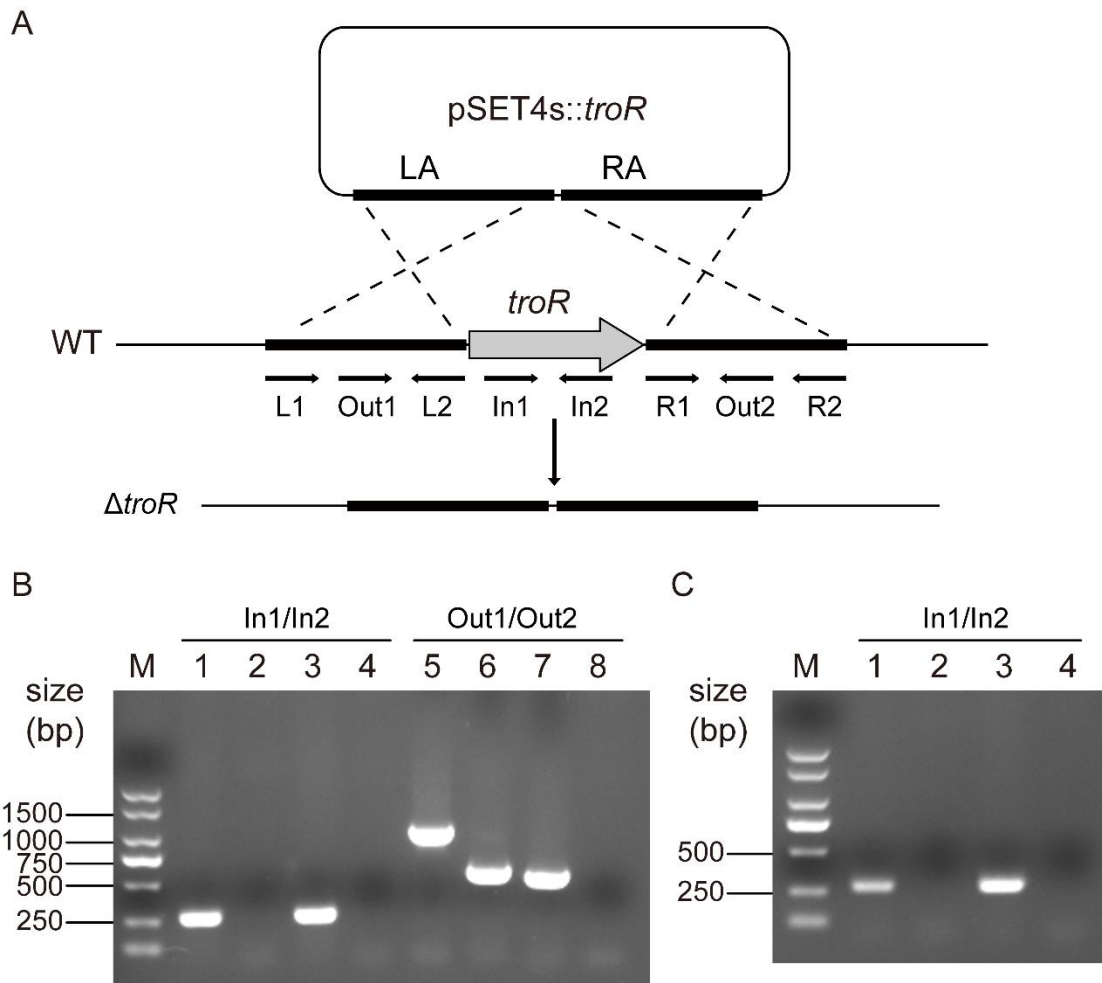 A
pSET4s::troR
LA RA
troR
WT
L1 Out1 L2 In1 In2 R1 Out2 R2
ΔtroR
B
In1/In2 Out1/Out2
M 1 2 3 4 5 6 7 8
size
(bp)
1500
1000
750
500
250
C
In1/In2
M 1 2 3 4
size
(bp)
500
250